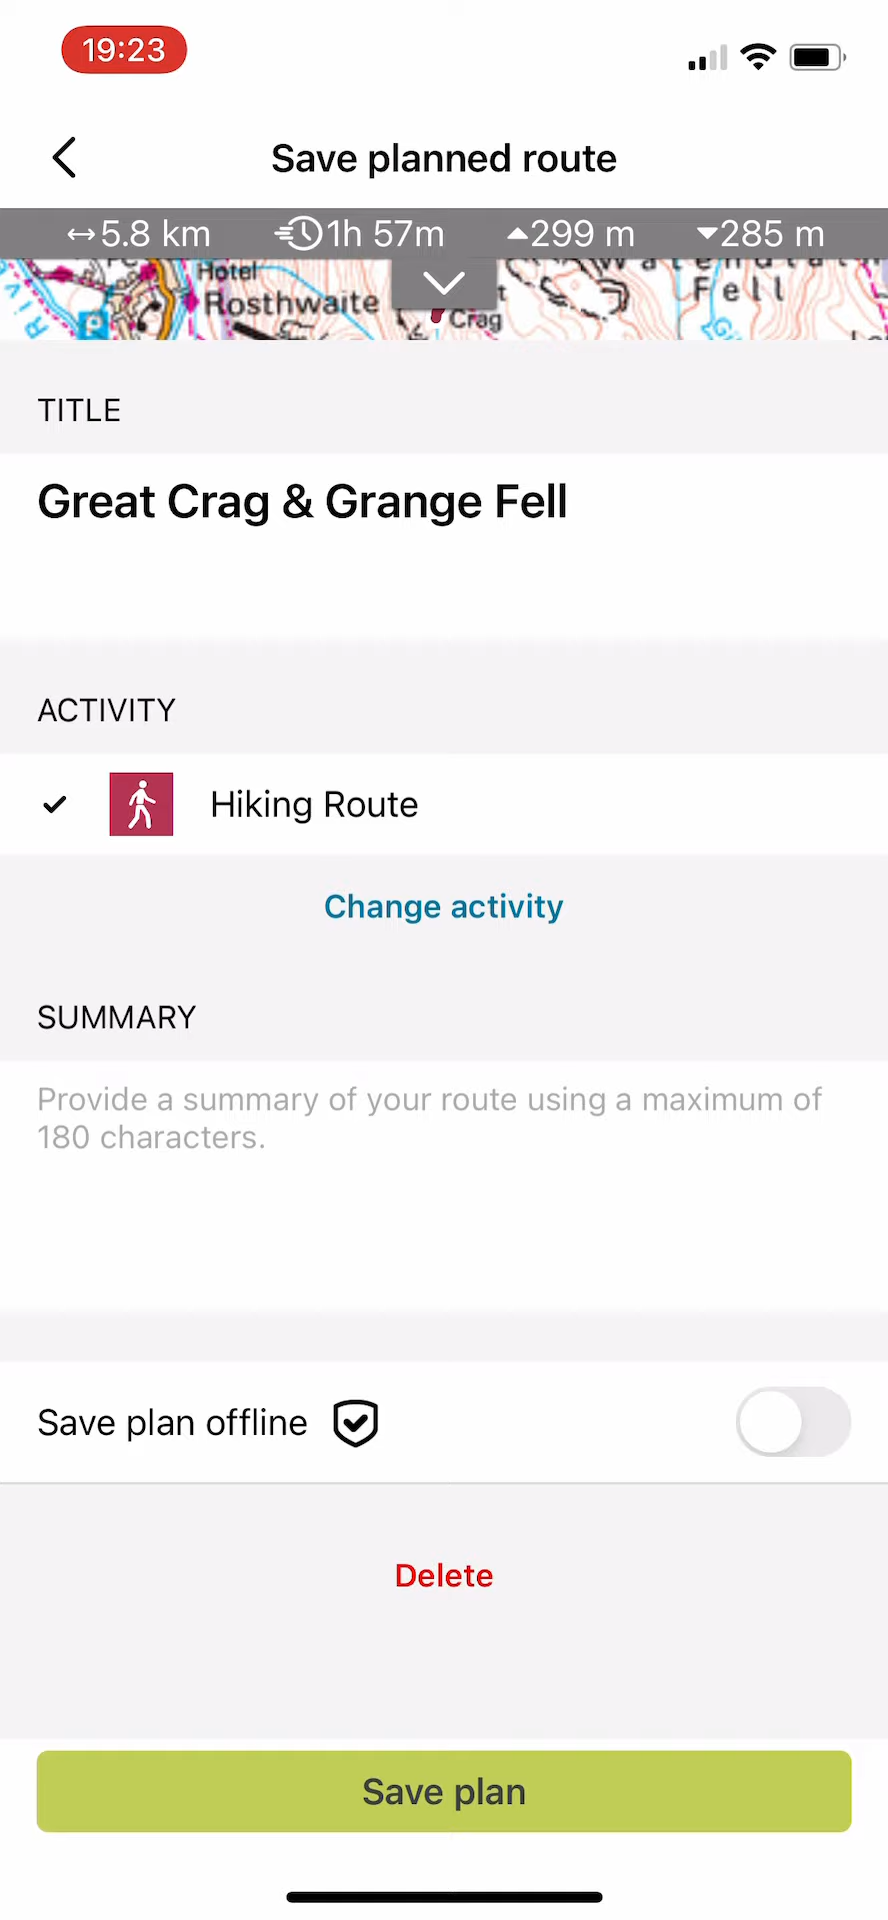 19:23
Save planned route
5.8 km 1h 57m 299 m 285 m
Hotel
Rosthwaite
Crag
Fell
P
TITLE
Great Crag & Grange Fell
ACTIVITY
Hiking Route
Change activity
SUMMARY
Provide a summary of your route using a maximum of
180 characters.
Save plan offline
Delete
Save plan